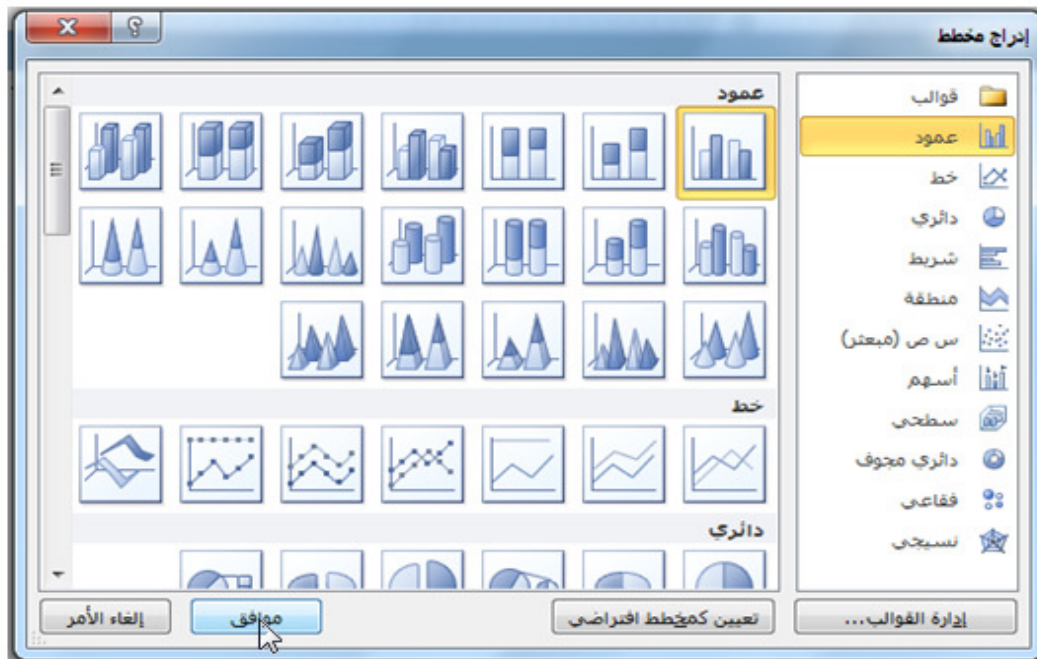 إدراج مخطط
قوالب
عمود
خط
دائري
شريط
منطقة
س ص (مبعثر)
أسهم
سطحي
دائري مجوف
فقاعي
نسيجي
عمود
خط
دائري
إدارة القوالب...
تعيين كمخطط افتراضي
موافق
إلغاء الأمر